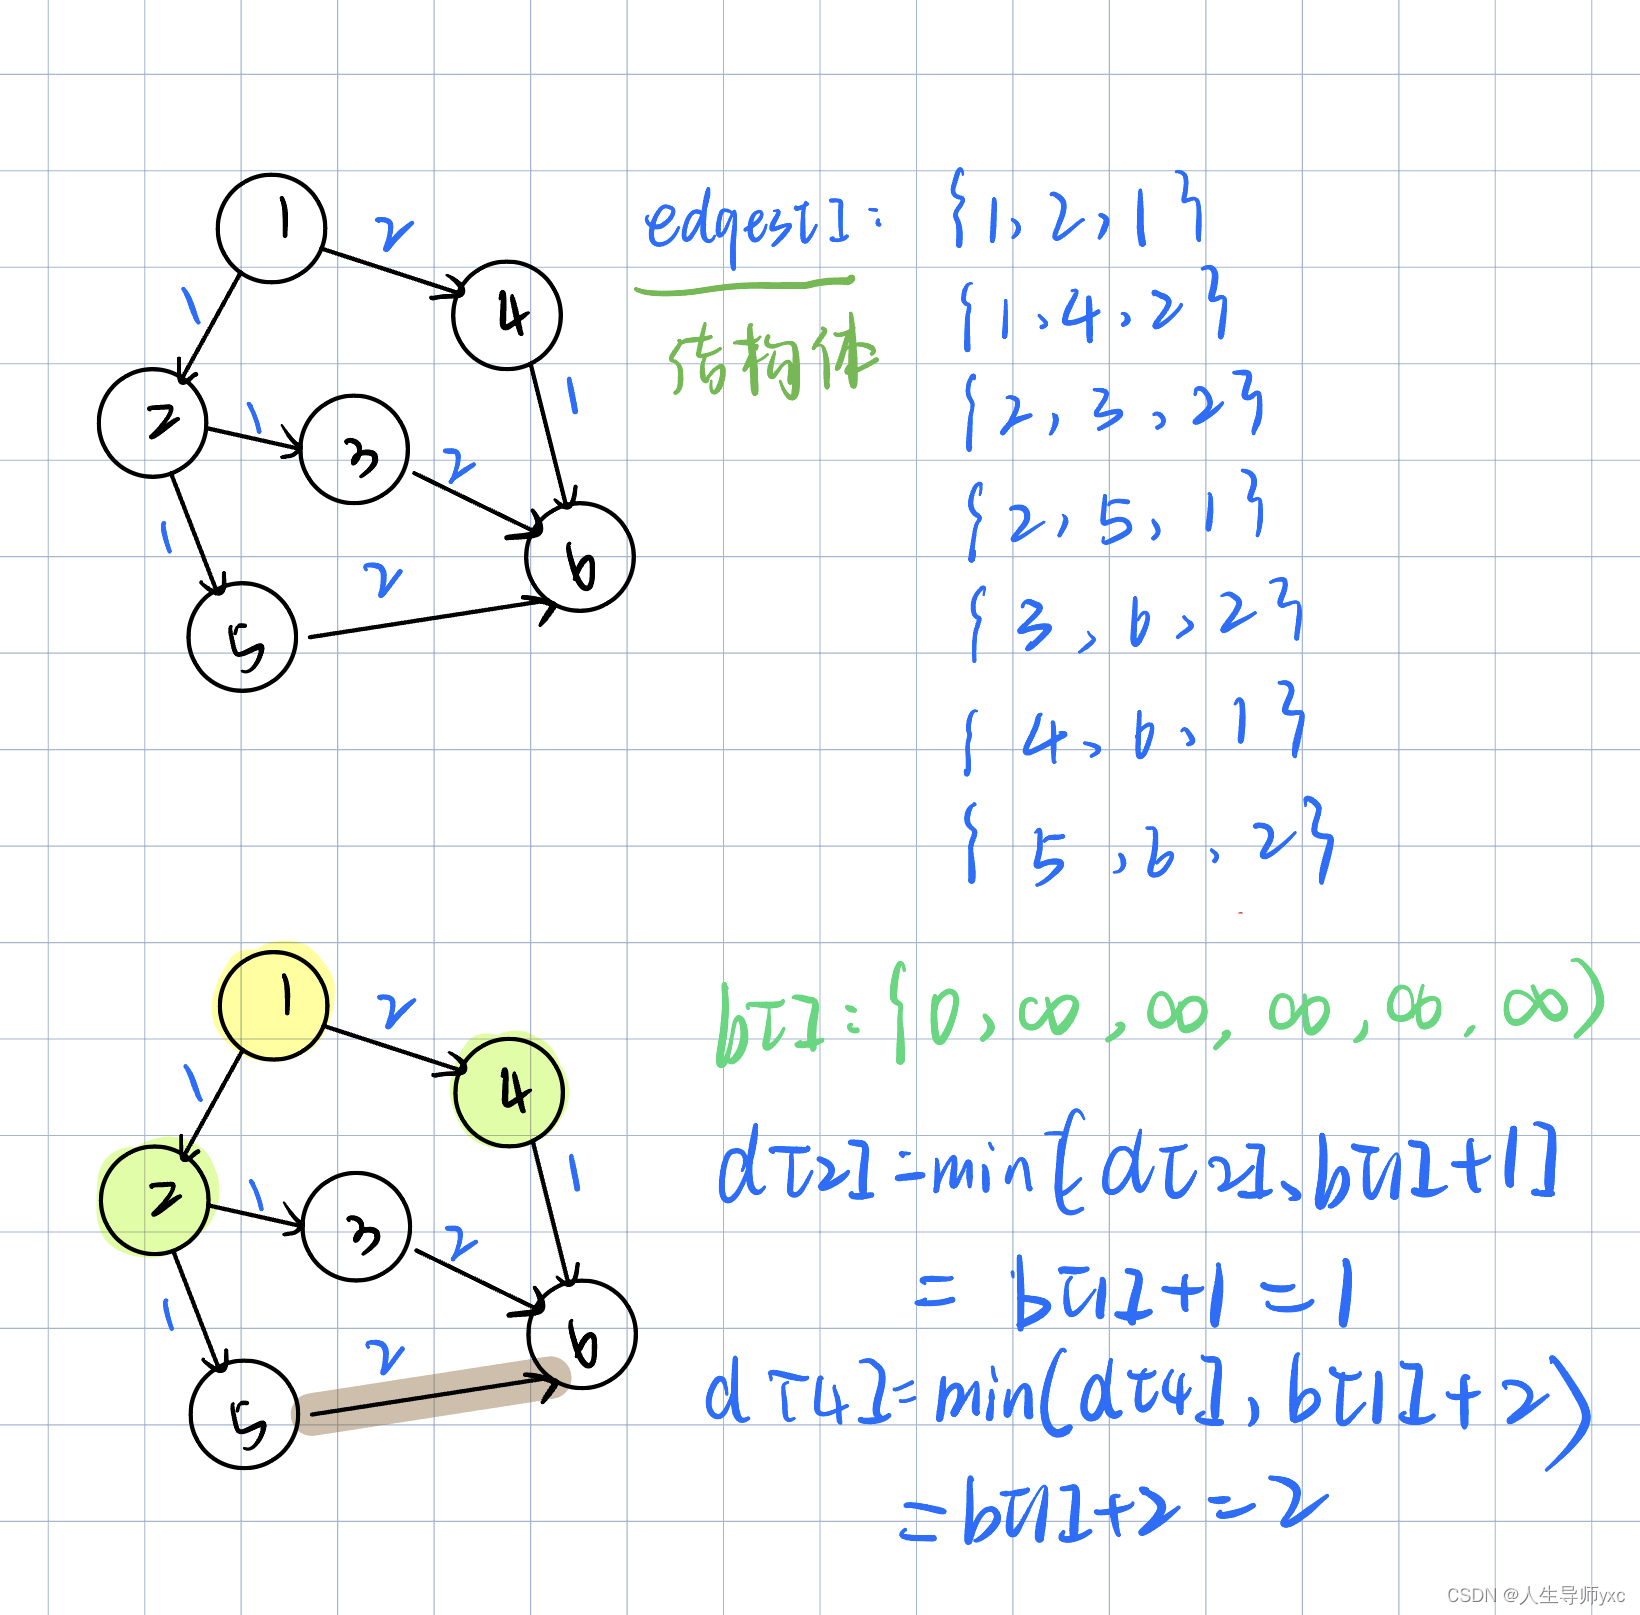 1
2
edges[]: {1, 2, 1}
1
4
{1, 4, 2}
结构体
2
1
3
2
1
{2, 3, 2}
{2, 5, 1}
1
2
6
5
{3, 6, 2}
{4, 6, 1}
{5, 6, 2}
1
2
b[]: {0, ∞, ∞, ∞, ∞, ∞)
1
4
2
1
3
2
1
d[2]=min[d[2], b[1]+1]
= b[1]+1=1
1
2
6
5
d[4]=min(d[4], b[1]+2)
=b[1]+2=2
CSDN @人生导师yxc